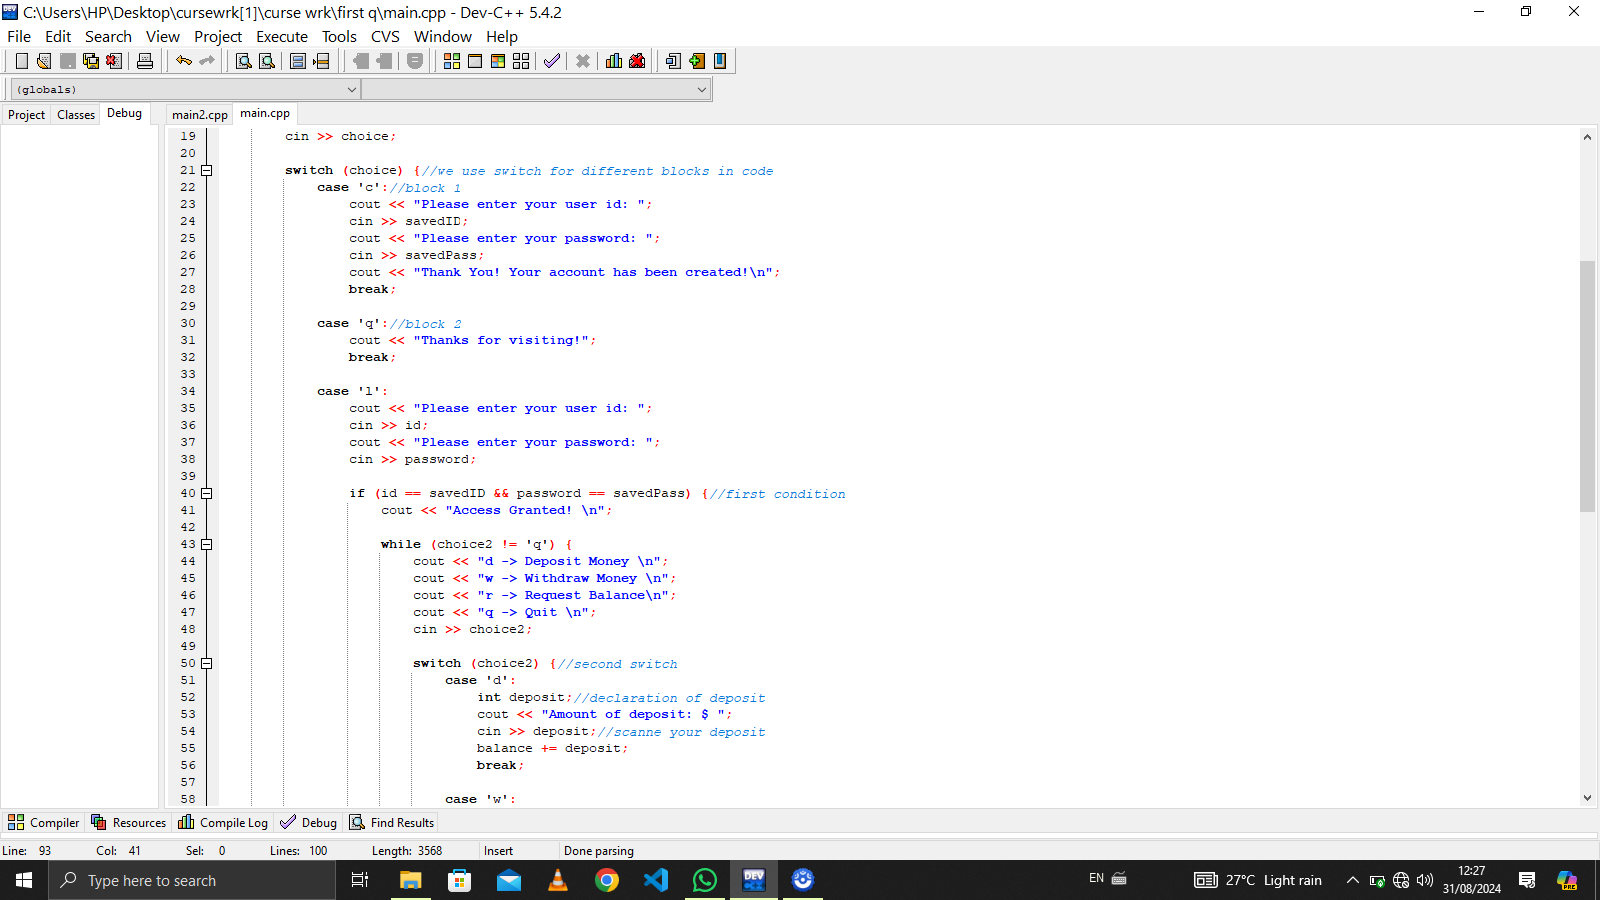 C:\Users\HP\Desktop\cursewrk[1]\curse wrk\first q\main.cpp - Dev-C++ 5.4.2
File Edit Search View Project Execute Tools CVS Window Help
(globals)
Project Classes Debug main2.cpp main.cpp
19 cin >> choice;
20
21 switch (choice) {//we use switch for different blocks in code
22 case 'c'://block 1
23 cout << "Please enter your user id: ";
24 cin >> savedID;
25 cout << "Please enter your password: ";
26 cin >> savedPass;
27 cout << "Thank You! Your account has been created!\n";
28 break;
29
30 case 'q'://block 2
31 cout << "Thanks for visiting!";
32 break;
33
34 case 'l':
35 cout << "Please enter your user id: ";
36 cin >> id;
37 cout << "Please enter your password: ";
38 cin >> password;
39
40 if (id == savedID && password == savedPass) {//first condition
41 cout << "Access Granted! \n";
42
43 while (choice2 != 'q') {
44 cout << "d -> Deposit Money \n";
45 cout << "w -> Withdraw Money \n";
46 cout << "r -> Request Balance\n";
47 cout << "q -> Quit \n";
48 cin >> choice2;
49
50 switch (choice2) {//second switch
51 case 'd':
52 int deposit;//declaration of deposit
53 cout << "Amount of deposit: $ ";
54 cin >> deposit;//scanne your deposit
55 balance += deposit;
56 break;
57
58 case 'w':
Compiler Resources Compile Log Debug Find Results
Line: 93 Col: 41 Sel: 0 Lines: 100 Length: 3568 Insert Done parsing
Type here to search
DEV
EN
27°C Light rain
12:27
31/08/2024
PRE